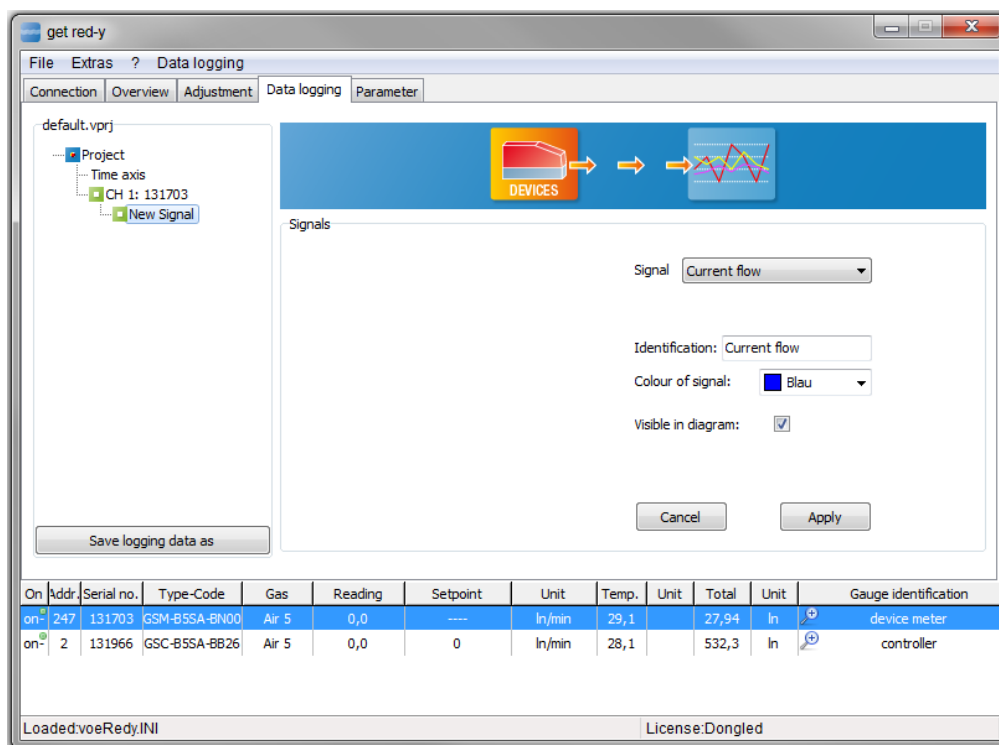 get red-y
File Extras ? Data logging
Connection Overview Adjustment Data logging Parameter
default.vprj
Project
Time axis
CH 1: 131703
New Signal
Save logging data as
DEVICES
Signals
Signal Current flow
Identification: Current flow
Colour of signal: Blau
Visible in diagram:
Cancel Apply
On Addr. Serial no. Type-Code Gas Reading Setpoint Unit Temp. Unit Total Unit Gauge identification
on- 247 131703 GSM-B5SA-BN00 Air 5 0,0 ---- ln/min 29,1 27,94 ln device meter
on- 2 131966 GSC-B5SA-BB26 Air 5 0,0 0 ln/min 28,1 532,3 ln controller
Loaded:voeRedy.INI License:Dongled